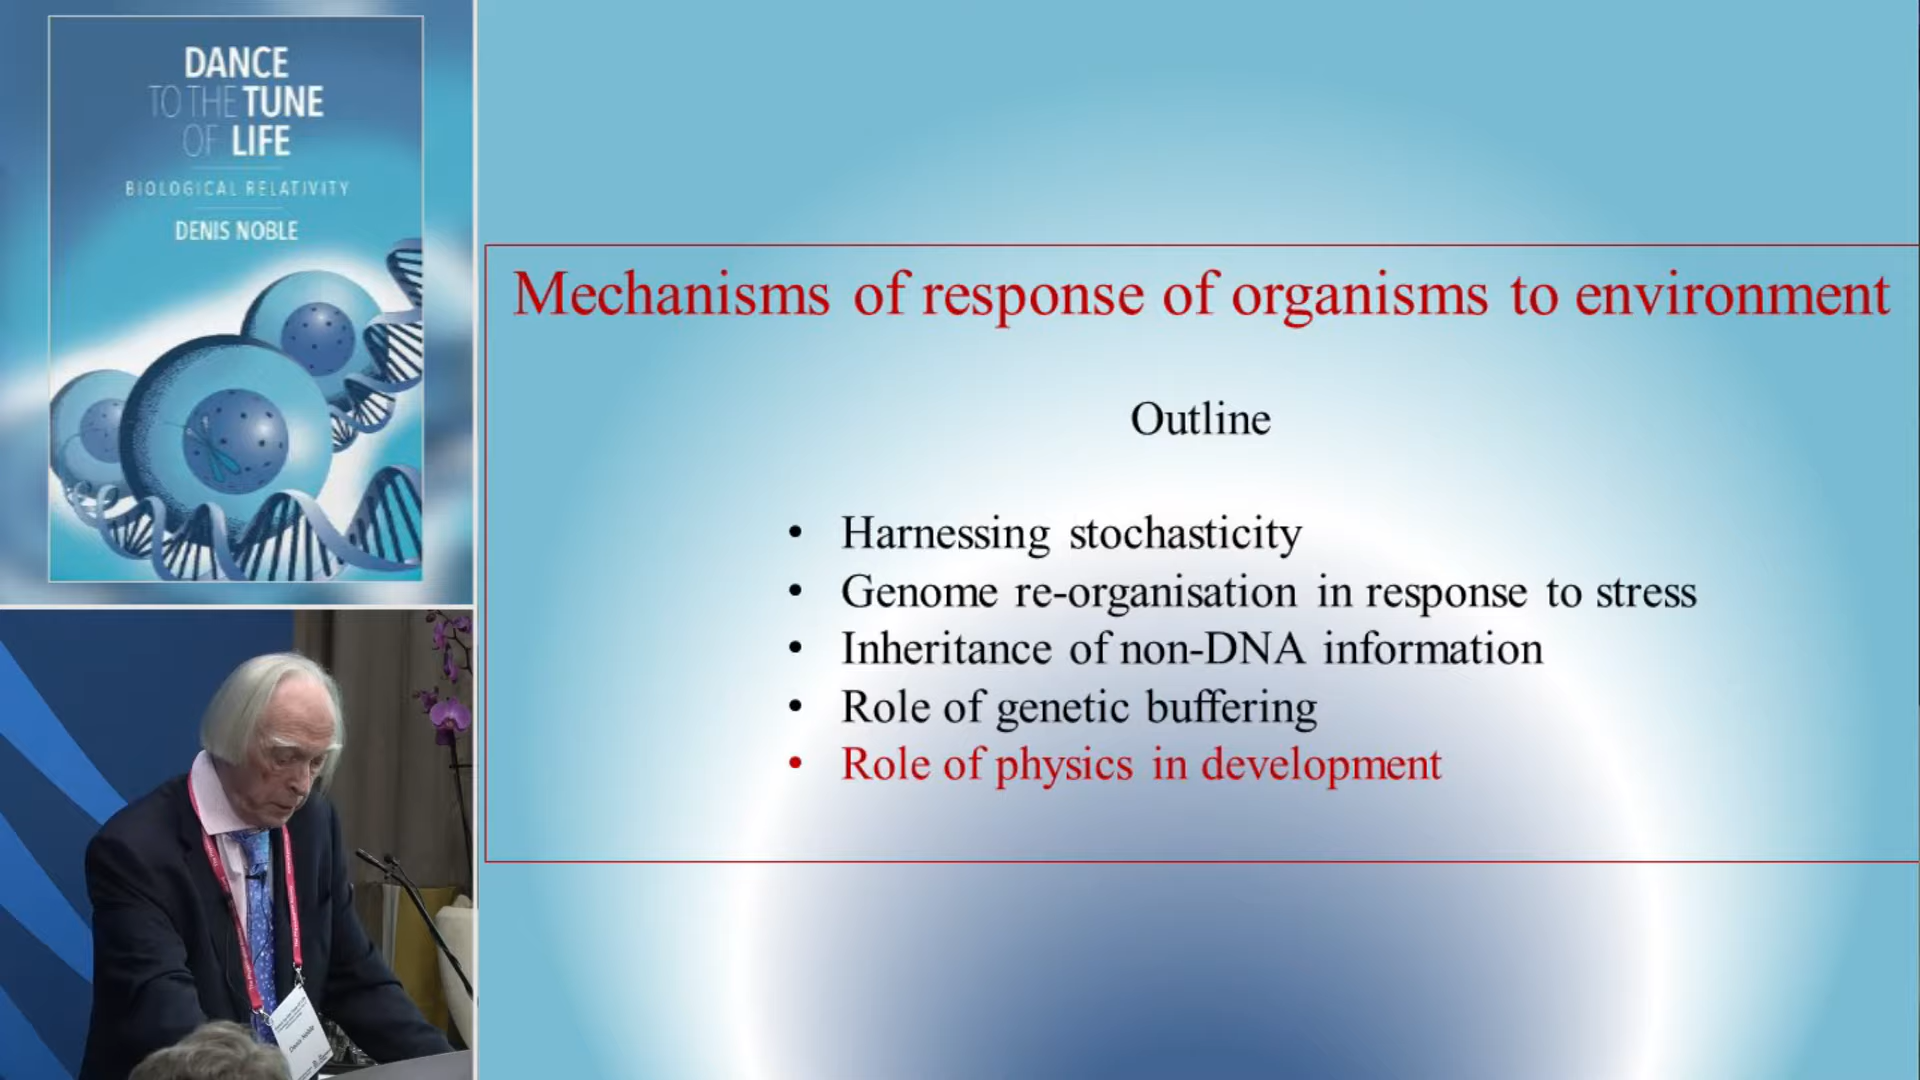 DANCE
TO THE TUNE
OF LIFE
BIOLOGICAL RELATIVITY
DENIS NOBLE
Mechanisms of response of organisms to environment
Outline
• Harnessing stochasticity
• Genome re-organisation in response to stress
• Inheritance of non-DNA information
• Role of genetic buffering
• Role of physics in development
Denis Noble